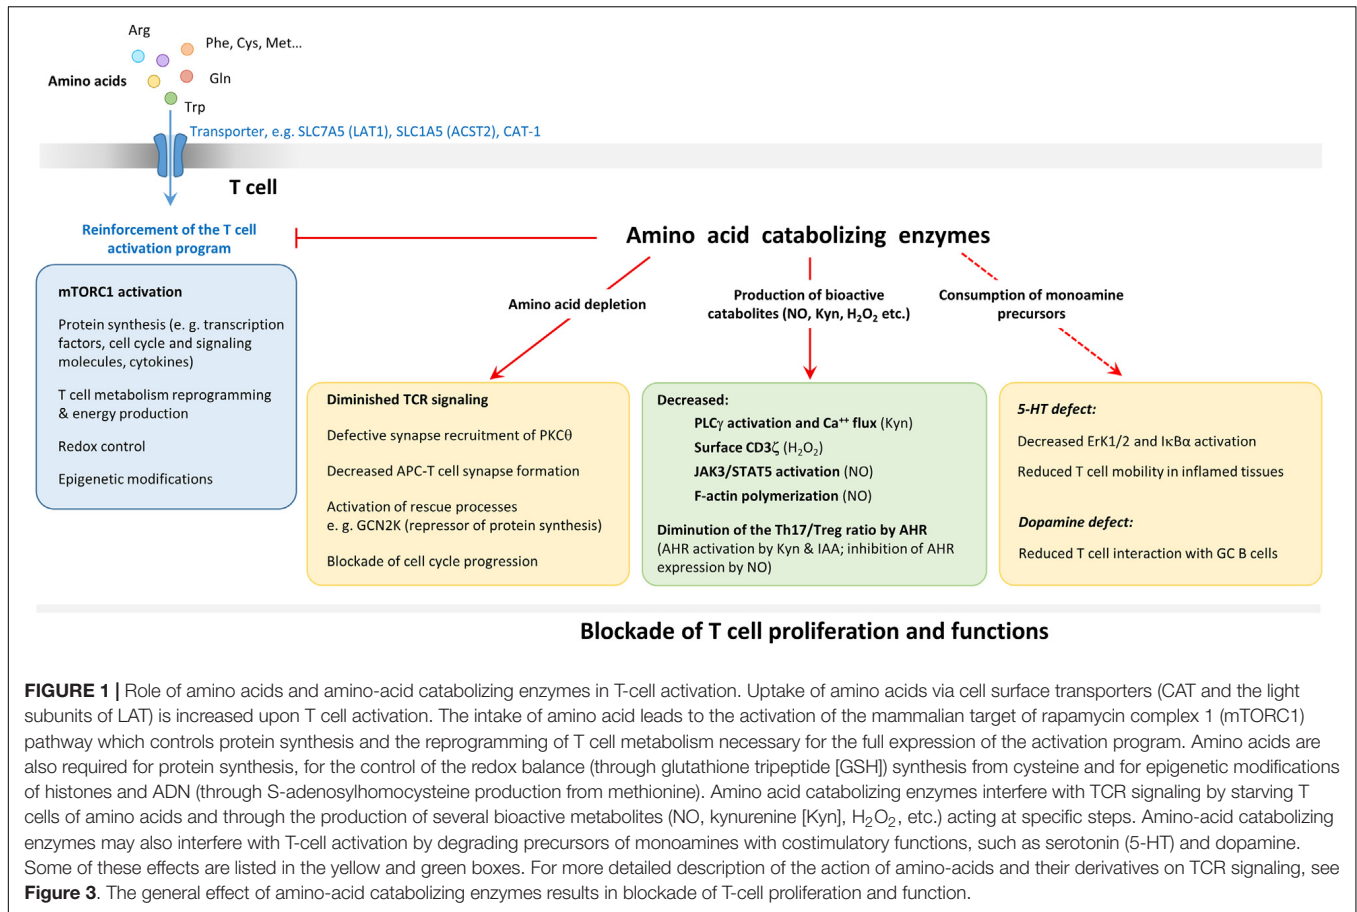 Arg
Phe, Cys, Met...
Amino acids
Gln
Trp
Transporter, e.g. SLC7A5 (LAT1), SLC1A5 (ACST2), CAT-1
T cell
Reinforcement of the T cell
activation program
Amino acid catabolizing enzymes
mTORC1 activation
Protein synthesis (e. g. transcription
factors, cell cycle and signaling
molecules, cytokines)
T cell metabolism reprogramming
& energy production
Redox control
Epigenetic modifications
Amino acid depletion
Production of bioactive
catabolites (NO, Kyn, H₂O₂ etc.)
Consumption of monoamine
precursors
Diminished TCR signaling
Defective synapse recruitment of PKCθ
Decreased APC-T cell synapse formation
Activation of rescue processes
e. g. GCN2K (repressor of protein synthesis)
Blockade of cell cycle progression
Decreased:
PLCγ activation and Ca⁺⁺ flux (Kyn)
Surface CD3ζ (H₂O₂)
JAK3/STAT5 activation (NO)
F-actin polymerization (NO)
Diminution of the Th17/Treg ratio by AHR
(AHR activation by Kyn & IAA; inhibition of AHR
expression by NO)
5-HT defect:
Decreased ErK1/2 and IκBα activation
Reduced T cell mobility in inflamed tissues
Dopamine defect:
Reduced T cell interaction with GC B cells
Blockade of T cell proliferation and functions
FIGURE 1 | Role of amino acids and amino-acid catabolizing enzymes in T-cell activation. Uptake of amino acids via cell surface transporters (CAT and the light
subunits of LAT) is increased upon T cell activation. The intake of amino acid leads to the activation of the mammalian target of rapamycin complex 1 (mTORC1)
pathway which controls protein synthesis and the reprogramming of T cell metabolism necessary for the full expression of the activation program. Amino acids are
also required for protein synthesis, for the control of the redox balance (through glutathione tripeptide [GSH]) synthesis from cysteine and for epigenetic modifications
of histones and ADN (through S-adenosylhomocysteine production from methionine). Amino acid catabolizing enzymes interfere with TCR signaling by starving T
cells of amino acids and through the production of several bioactive metabolites (NO, kynurenine [Kyn], H₂O₂, etc.) acting at specific steps. Amino-acid catabolizing
enzymes may also interfere with T-cell activation by degrading precursors of monoamines with costimulatory functions, such as serotonin (5-HT) and dopamine.
Some of these effects are listed in the yellow and green boxes. For more detailed description of the action of amino-acids and their derivatives on TCR signaling, see
Figure 3. The general effect of amino-acid catabolizing enzymes results in blockade of T-cell proliferation and function.